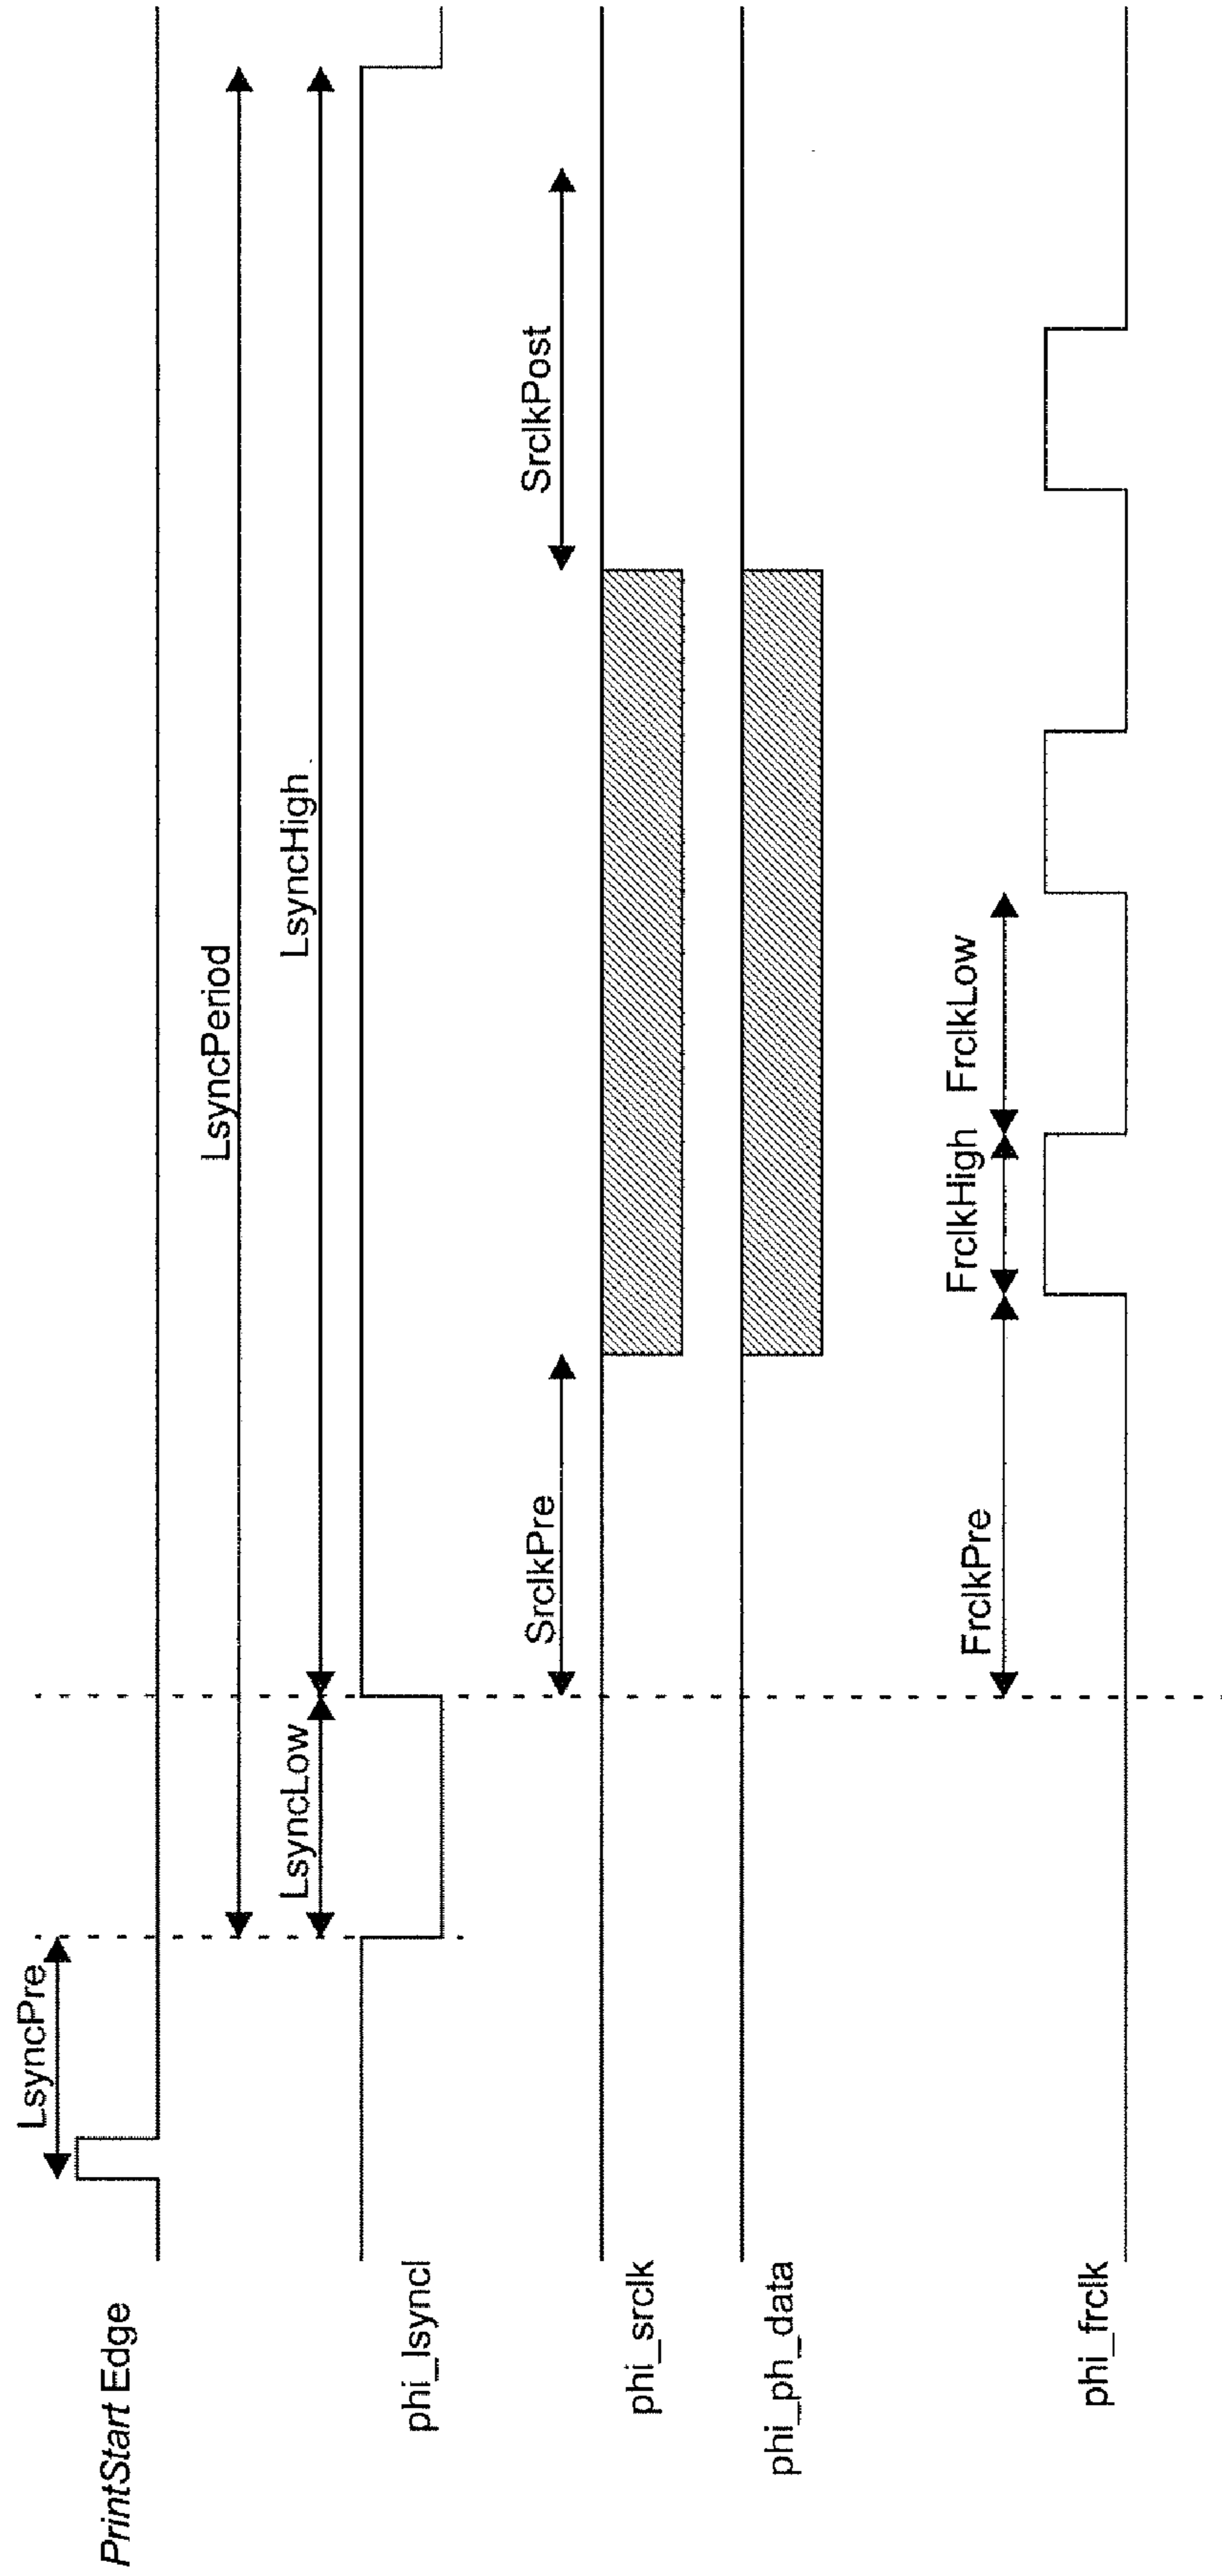 LsyncPre
PrintStart Edge
LsyncPeriod
LsyncLow
LsyncHigh
phi_lsyncl
SrclkPre
SrclkPost
phi_srclk
phi_ph_data
FrclkPre
FrclkHigh
FrclkLow
phi_frclk